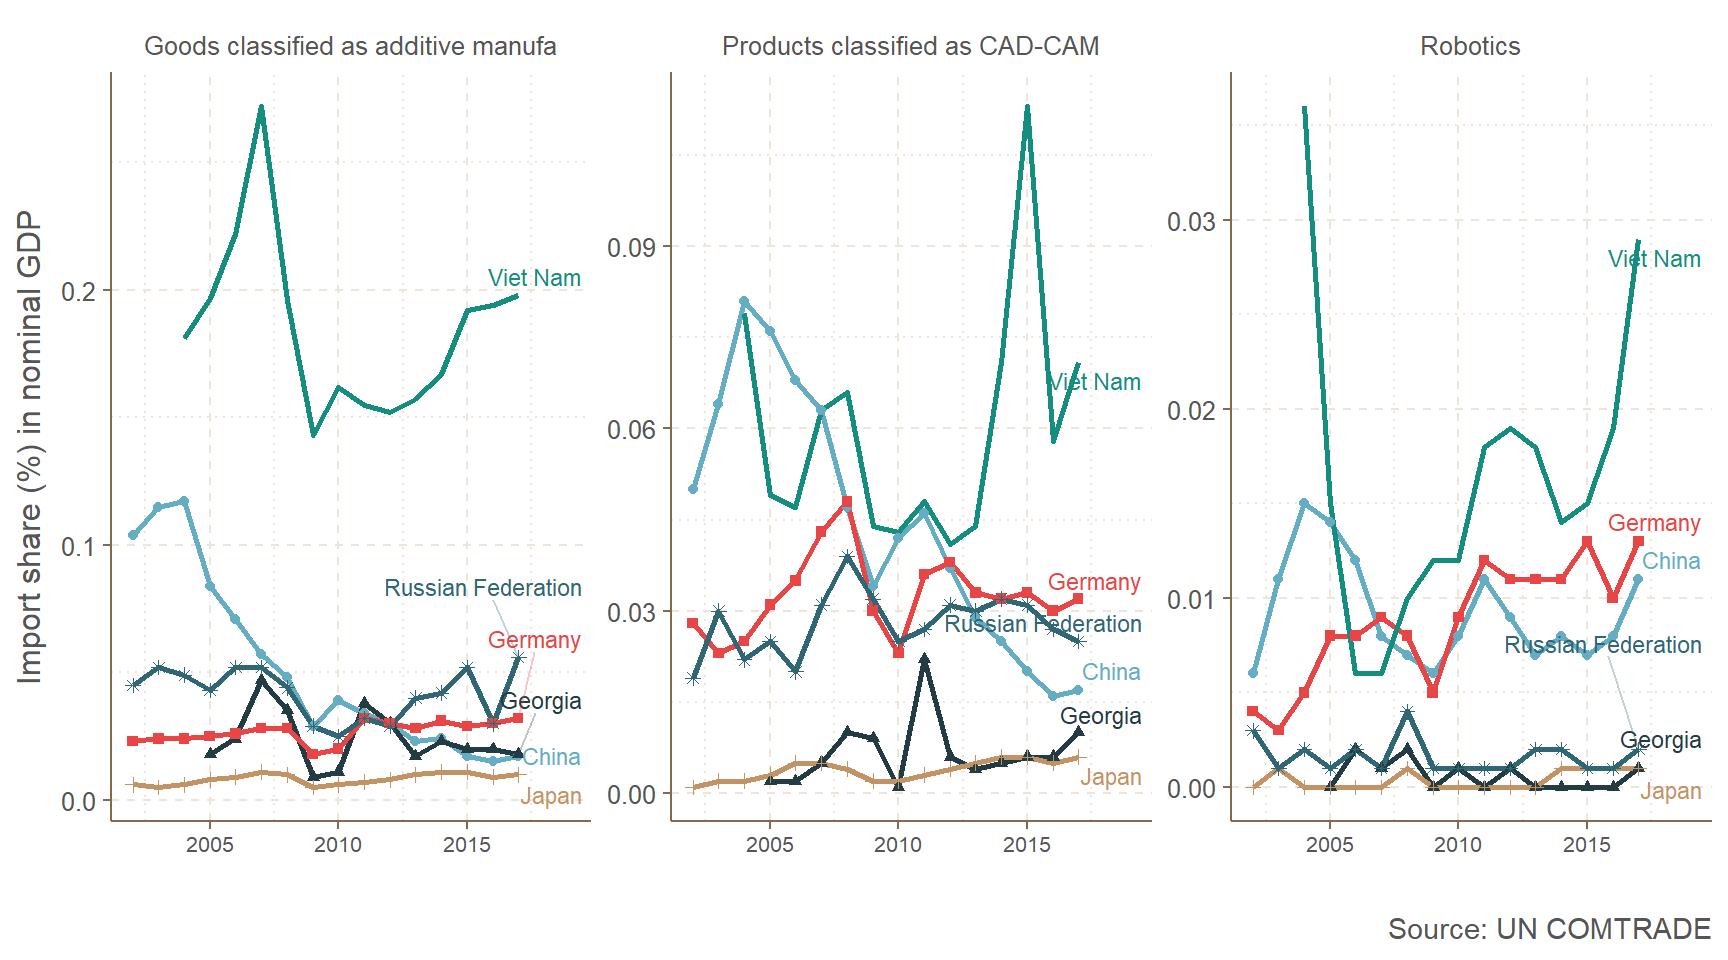 Goods classified as additive manufa
Products classified as CAD-CAM
Robotics
Import share (%) in nominal GDP
0.2
0.1
0.0
Viet Nam
Russian Federation
Germany
Georgia
China
Japan
2005
2010
2015
0.09
0.06
0.03
0.00
Viet Nam
Germany
Russian Federation
China
Georgia
Japan
2005
2010
2015
0.03
0.02
0.01
0.00
Viet Nam
Germany
China
Russian Federation
Georgia
Japan
2005
2010
2015
Source: UN COMTRADE